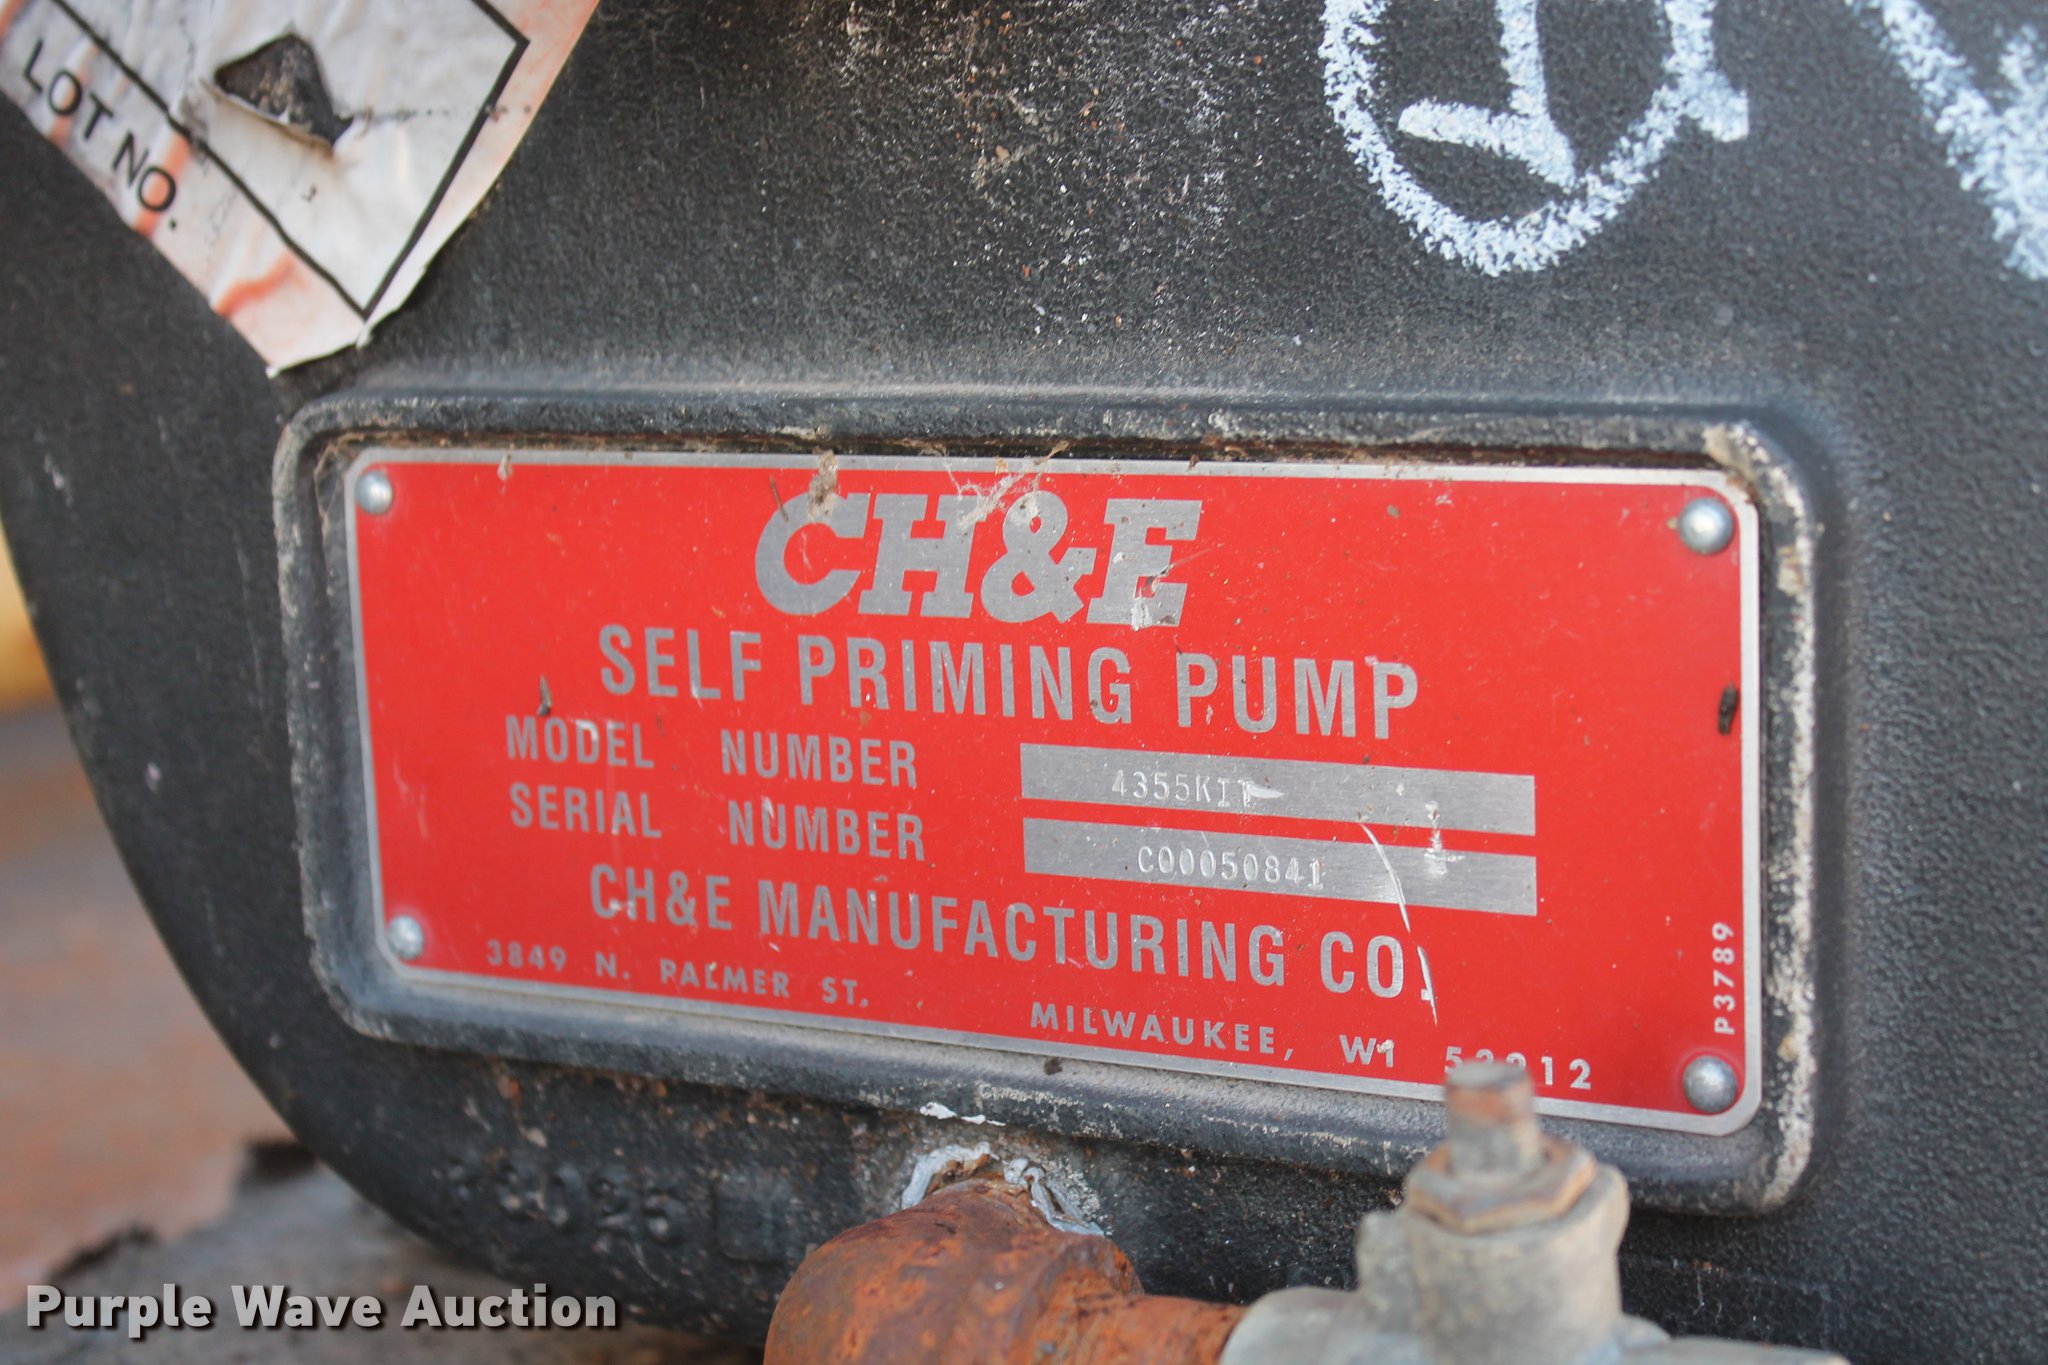 LOT NO.
CH&E
SELF PRIMING PUMP
MODEL NUMBER 4355KIT
SERIAL NUMBER C00050841
CH&E MANUFACTURING CO.
3849 N. PALMER ST. MILWAUKEE, WI 53212
P3789
Purple Wave Auction